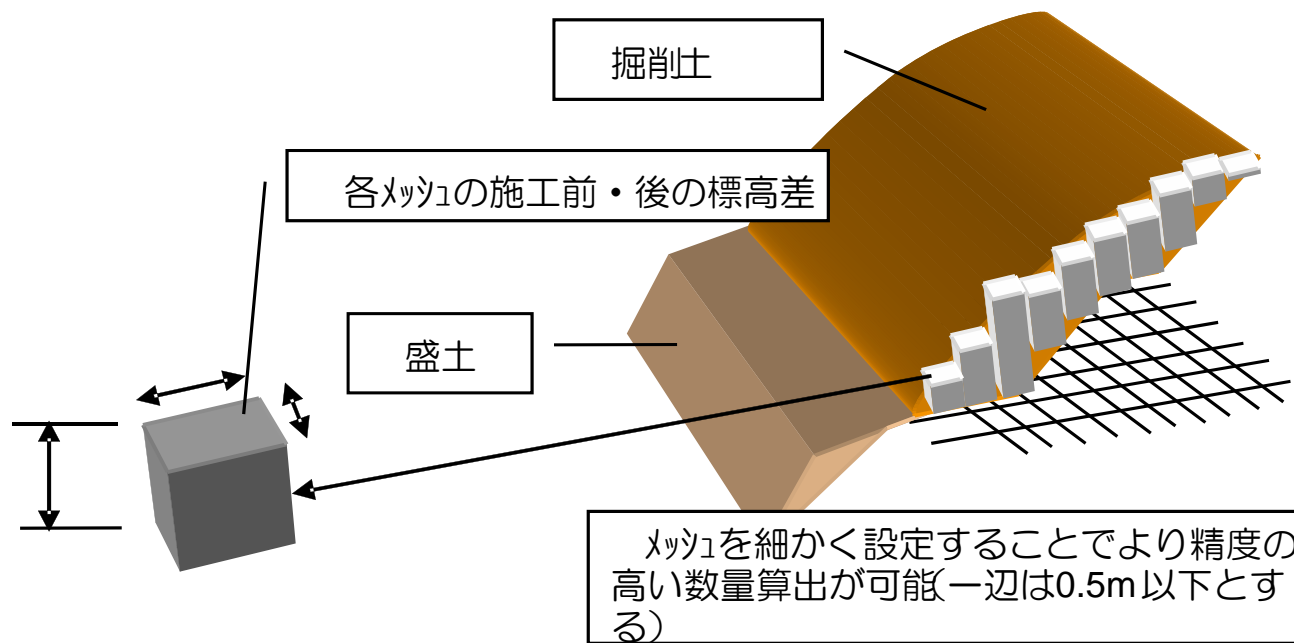 掘削土
各ﾒｯｼｭの施工前・後の標高差
盛土
ﾒｯｼｭを細かく設定することでより精度の
高い数量算出が可能(一辺は0.5m以下とす
る)